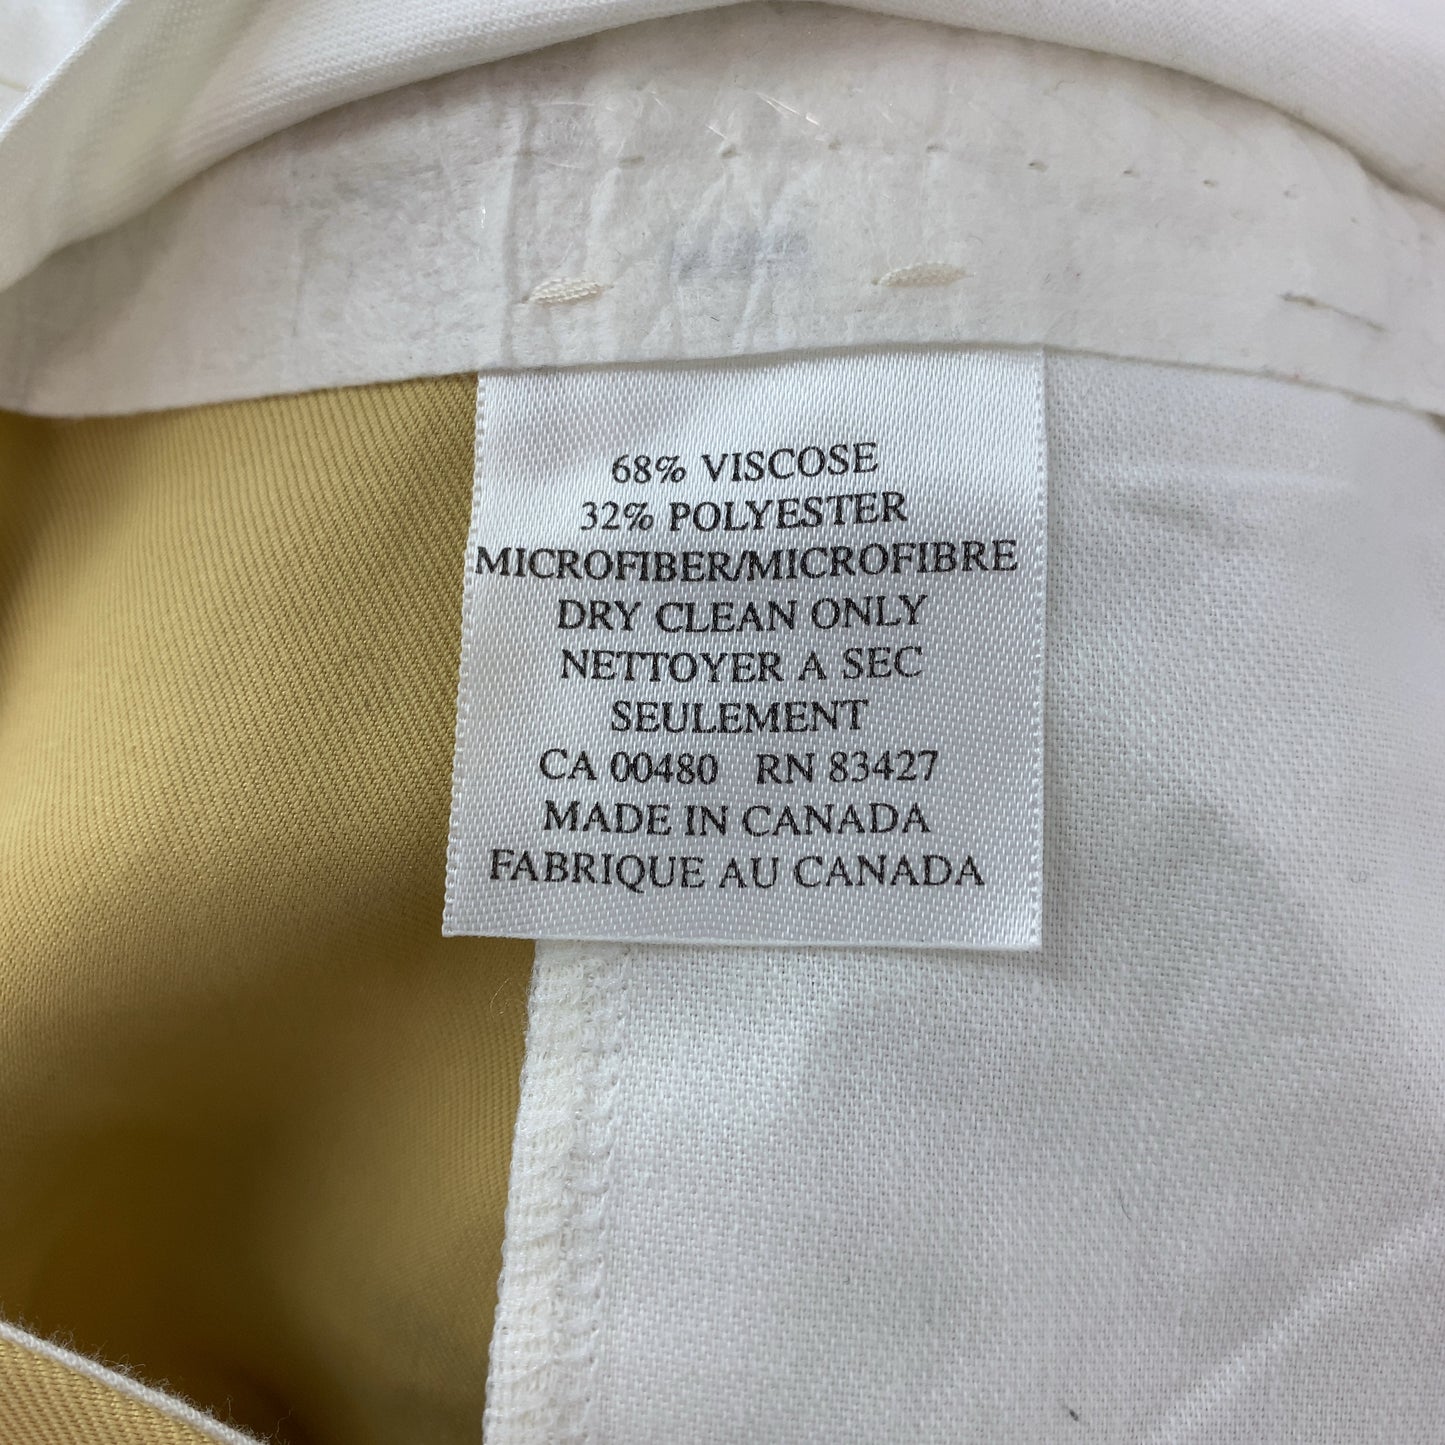 68% VISCOSE
32% POLYESTER
MICROFIBER/MICROFIBRE
DRY CLEAN ONLY
NETTOYER A SEC
SEULEMENT
CA 00480 RN 83427
MADE IN CANADA
FABRIQUE AU CANADA